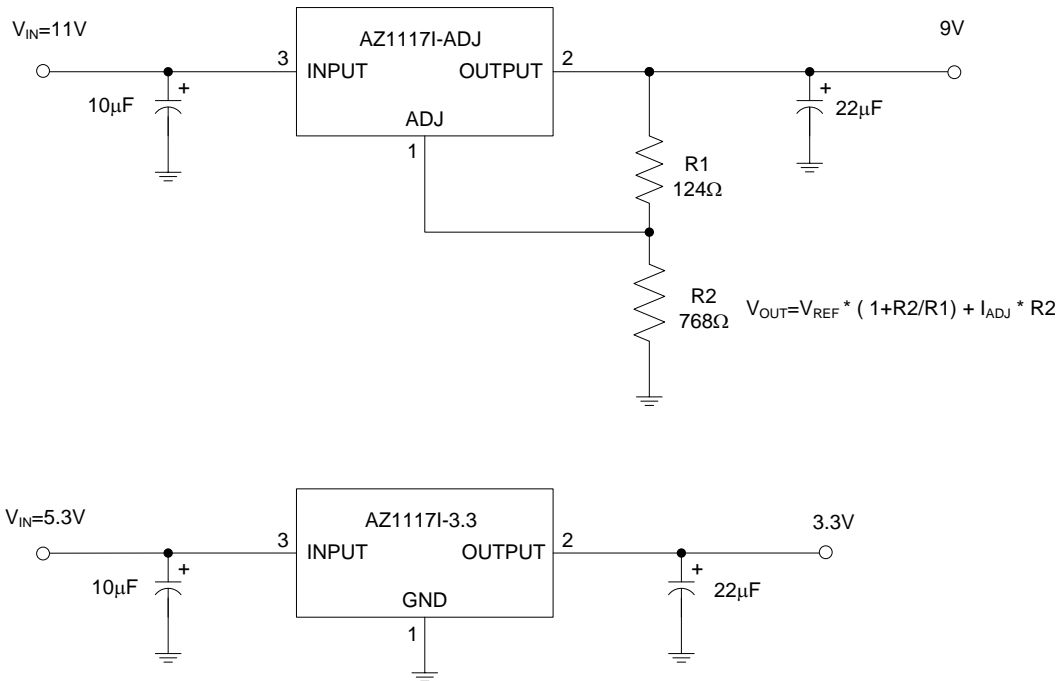 V_IN=11V
9V
AZ1117I-ADJ
3
INPUT
OUTPUT
2
+
10μF
ADJ
1
+
22μF
R1
124Ω
R2
768Ω
V_OUT=V_REF * ( 1+R2/R1) + I_ADJ * R2
V_IN=5.3V
3.3V
AZ1117I-3.3
3
INPUT
OUTPUT
2
+
10μF
GND
1
+
22μF